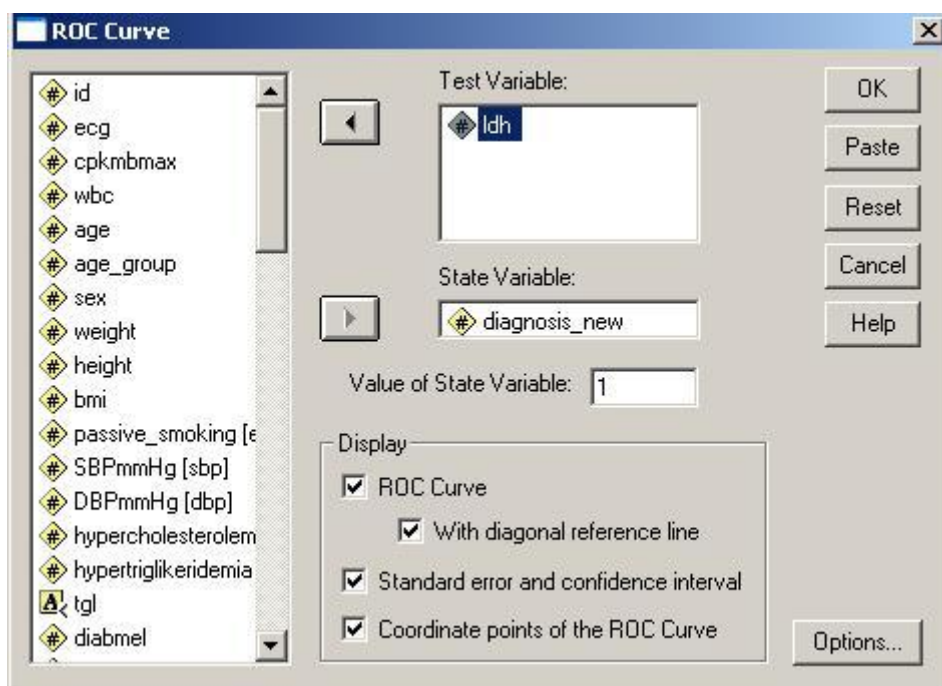 ROC Curve
id
ecg
cpkmbmax
wbc
age
age_group
sex
weight
height
bmi
passive_smoking [e
SBPmmHg [sbp]
DBPmmHg [dbp]
hypercholesterolem
hypertriglikeridemia
tgl
diabmel
Test Variable:
ldh
State Variable:
diagnosis_new
Value of State Variable: 1
Display
ROC Curve
With diagonal reference line
Standard error and confidence interval
Coordinate points of the ROC Curve
OK
Paste
Reset
Cancel
Help
Options...